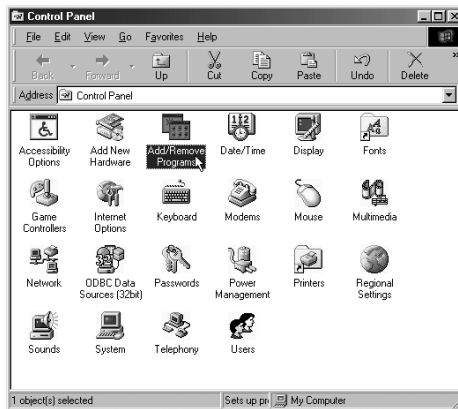 Control Panel
File Edit View Go Favorites Help
Back Forward Up Cut Copy Paste Undo Delete
Address Control Panel
Accessibility Options
Add New Hardware
Add/Remove Programs
Date/Time
Display
Fonts
Game Controllers
Internet Options
Keyboard
Modems
Mouse
Multimedia
Network
ODBC Data Sources (32bit)
Passwords
Power Management
Printers
Regional Settings
Sounds
System
Telephony
Users
1 object(s) selected Sets up pr My Computer